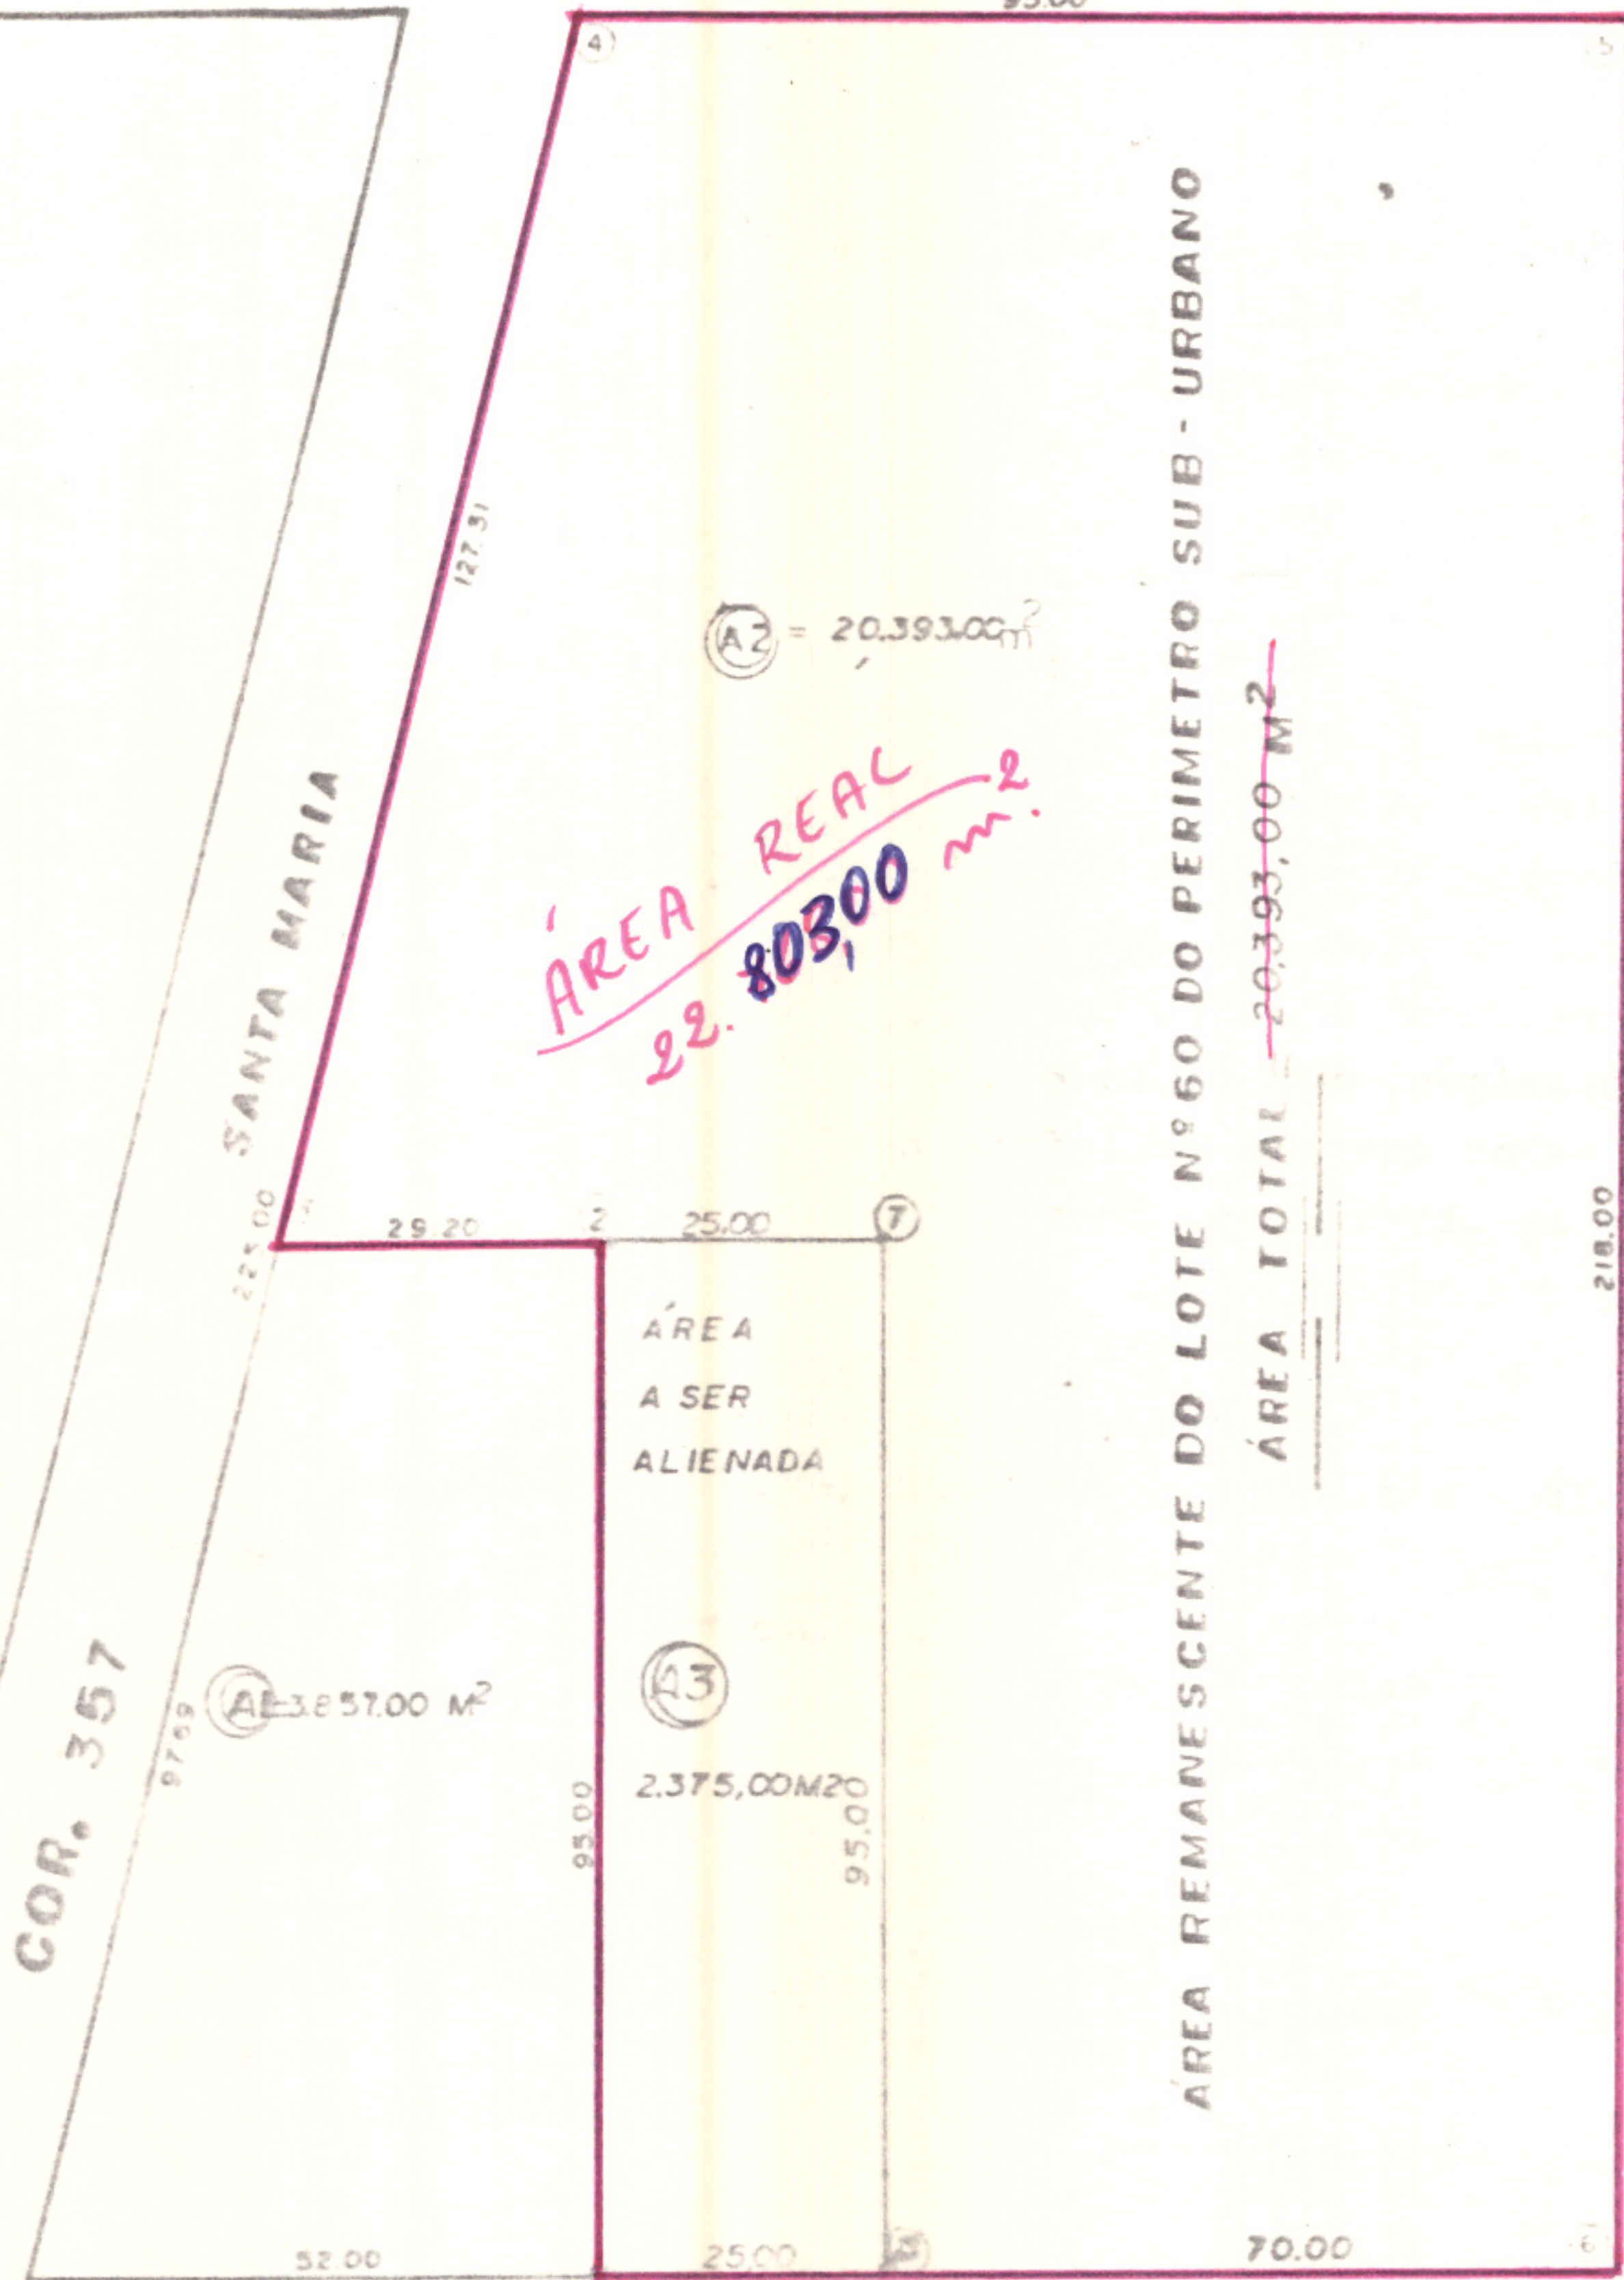 95.00
4
5
127.31
A2 = 20.393.00m²
ÁREA REAL
22.803,00 m.²
SANTA MARIA
225.00
29.20
2
25.00
7
ÁREA
A SER
ALIENADA
COR. 357
97.69
A1=3.857.00 M²
A3
2.375,00M20
95.00
95,00
52.00
25,00
70.00
6
218.00
ÁREA REMANESCENTE DO LOTE Nº 60 DO PERIMETRO SUB-URBANO
ÁREA TOTAL = 20.393,00 M²